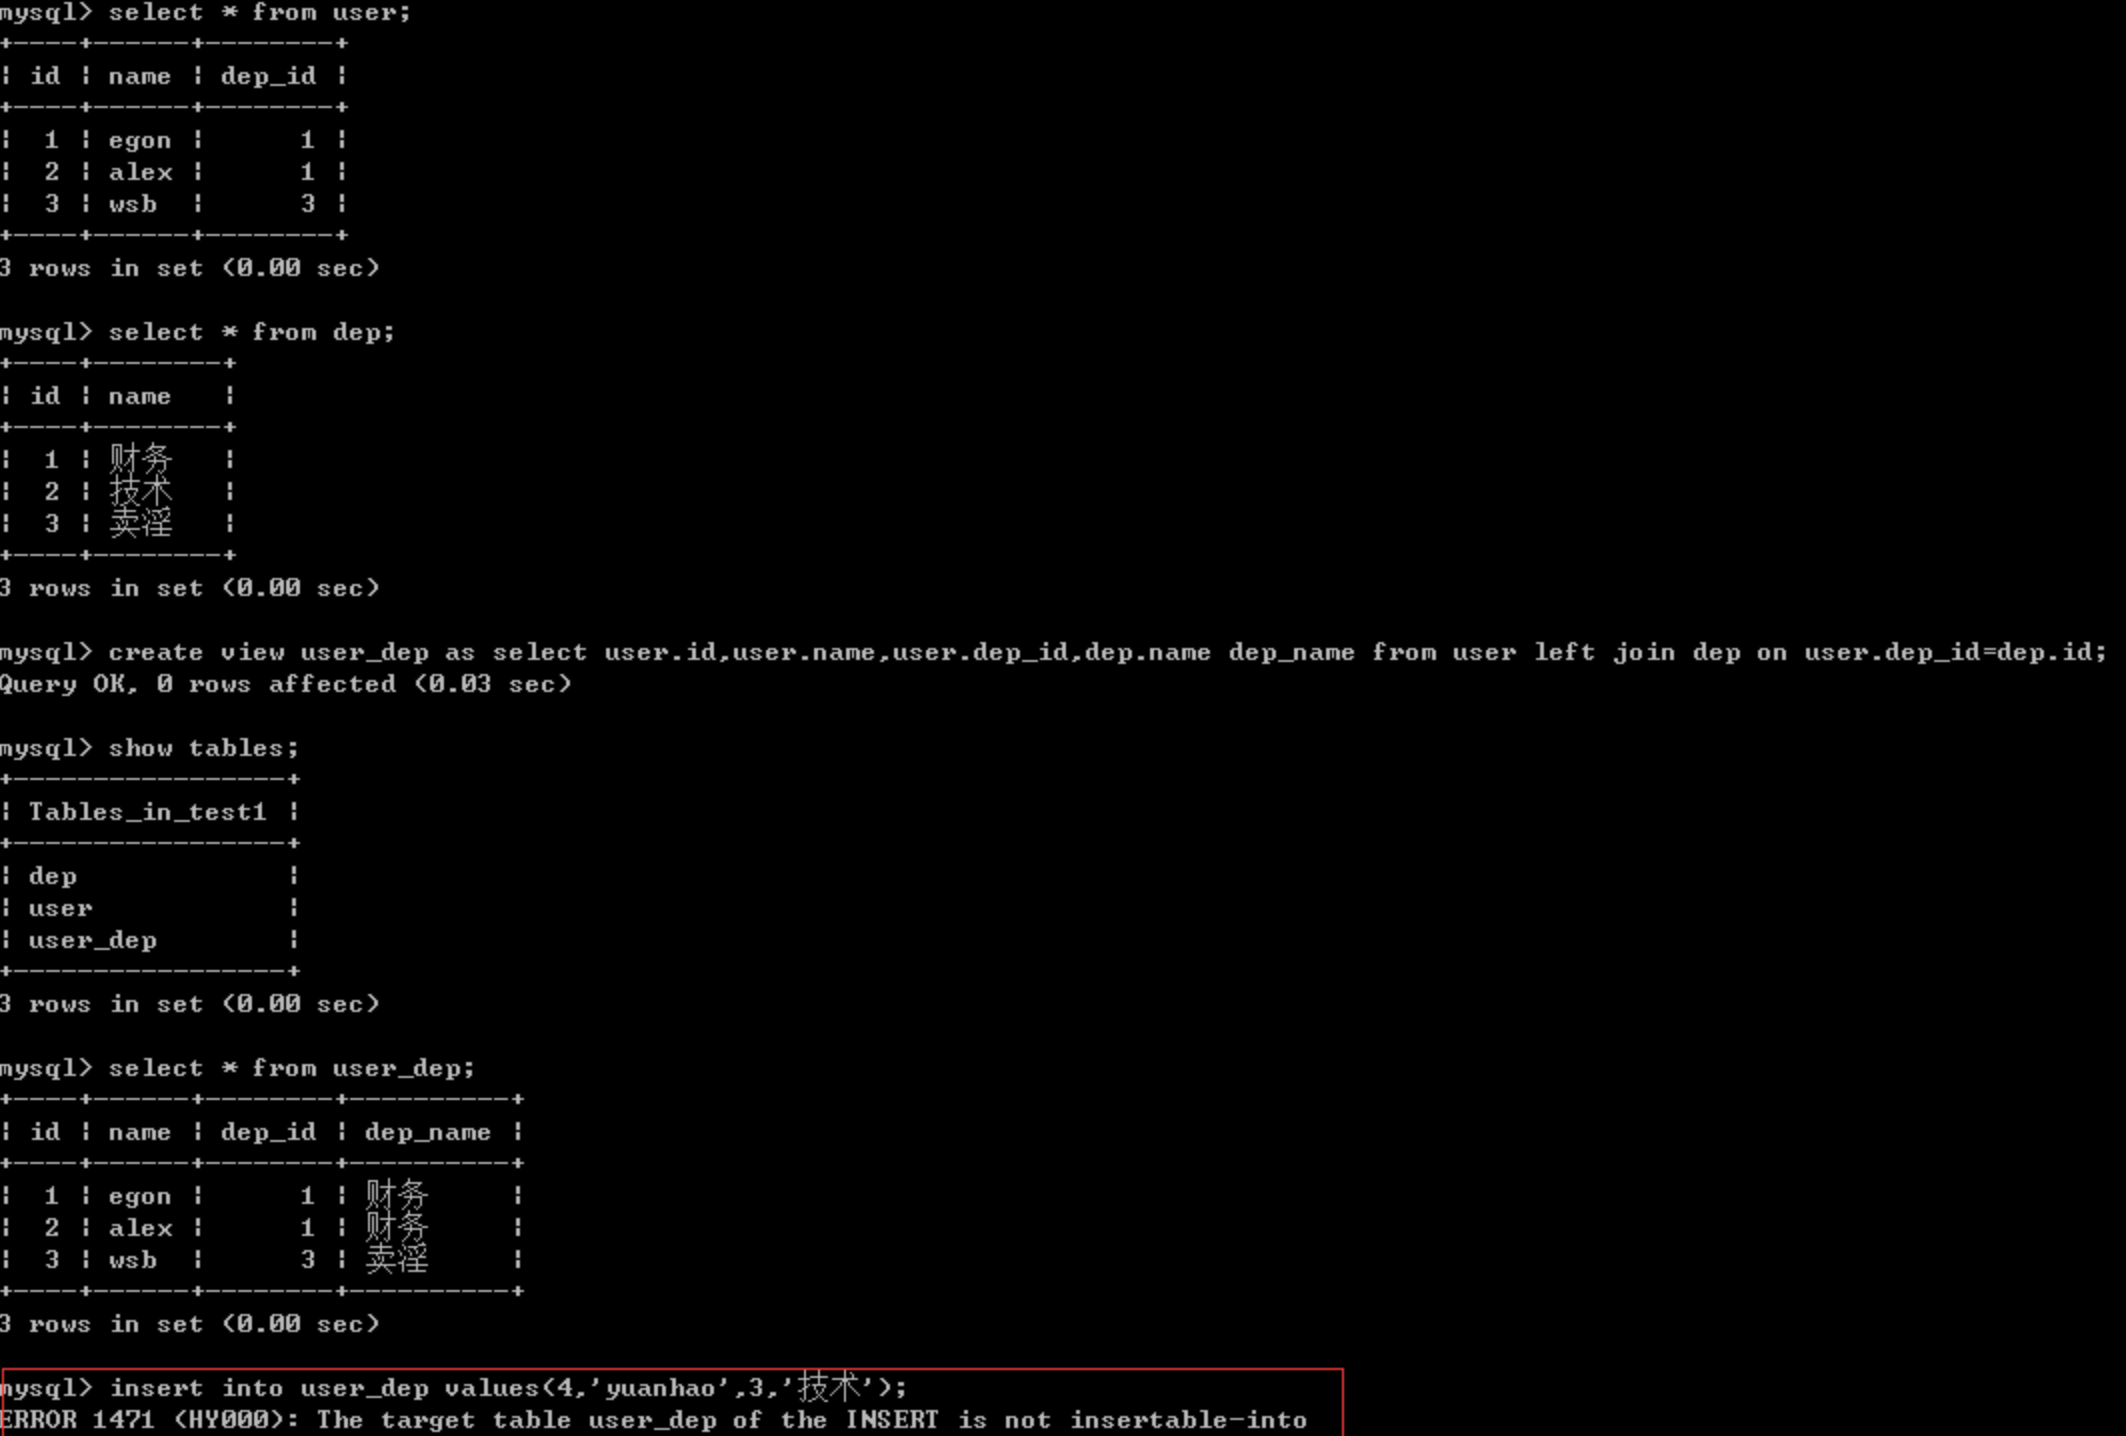 mysql> select * from user;
+----+------+--------+
| id | name | dep_id |
+----+------+--------+
|  1 | egon |      1 |
|  2 | alex |      1 |
|  3 | wsb  |      3 |
+----+------+--------+
3 rows in set (0.00 sec)
mysql> select * from dep;
+----+--------+
| id | name   |
+----+--------+
|  1 | 财务   |
|  2 | 技术   |
|  3 | 卖淫   |
+----+--------+
3 rows in set (0.00 sec)
mysql> create view user_dep as select user.id,user.name,user.dep_id,dep.name dep_name from user left join dep on user.dep_id=dep.id;
Query OK, 0 rows affected (0.03 sec)
mysql> show tables;
+-----------------+
| Tables_in_test1 |
+-----------------+
| dep             |
| user            |
| user_dep        |
+-----------------+
3 rows in set (0.00 sec)
mysql> select * from user_dep;
+----+------+--------+----------+
| id | name | dep_id | dep_name |
+----+------+--------+----------+
|  1 | egon |      1 | 财务     |
|  2 | alex |      1 | 财务     |
|  3 | wsb  |      3 | 卖淫     |
+----+------+--------+----------+
3 rows in set (0.00 sec)
mysql> insert into user_dep values(4,'yuanhao',3,'技术');
ERROR 1471 (HY000): The target table user_dep of the INSERT is not insertable-into